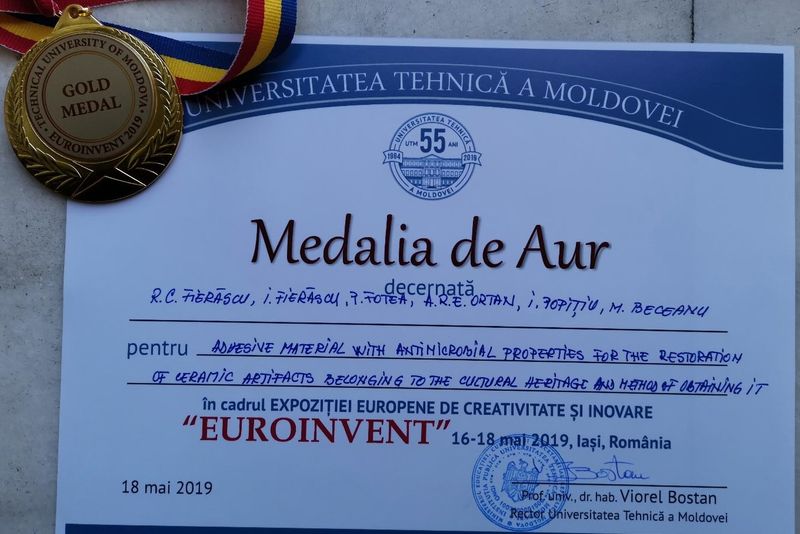 TECHNICAL UNIVERSITY OF MOLDOVA
GOLD
MEDAL
EUROINVENT 2019
UNIVERSITATEA TEHNICĂ A MOLDOVEI
UNIVERSITATEA TEHNICĂ
UTM 55 ANI
1964 2019
A MOLDOVEI
Medalia de Aur
decernată
R.C. FIERĂSCU, I. FIERĂSCU, R. FOTEA, A.R.E. ORTAN, I. POPIȚIU, M. BECEANU
pentru ADHESIVE MATERIAL WITH ANTIMICROBIAL PROPERTIES FOR THE RESTORATION
OF CERAMIC ARTIFACTS BELONGING TO THE CULTURAL HERITAGE AND METHOD OF OBTAINING IT
în cadrul EXPOZIȚIEI EUROPENE DE CREATIVITATE ȘI INOVARE
"EUROINVENT" 16-18 mai 2019, Iași, România
18 mai 2019
Prof. univ., dr. hab. Viorel Bostan
Rector Universitatea Tehnică a Moldovei